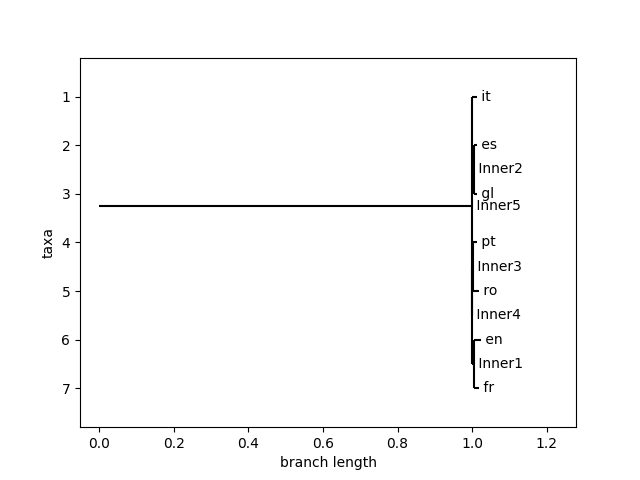 1
it
2
es
Inner2
3
gl
Inner5
4
pt
Inner3
5
ro
Inner4
6
en
Inner1
7
fr
taxa
0.0 0.2 0.4 0.6 0.8 1.0 1.2
branch length